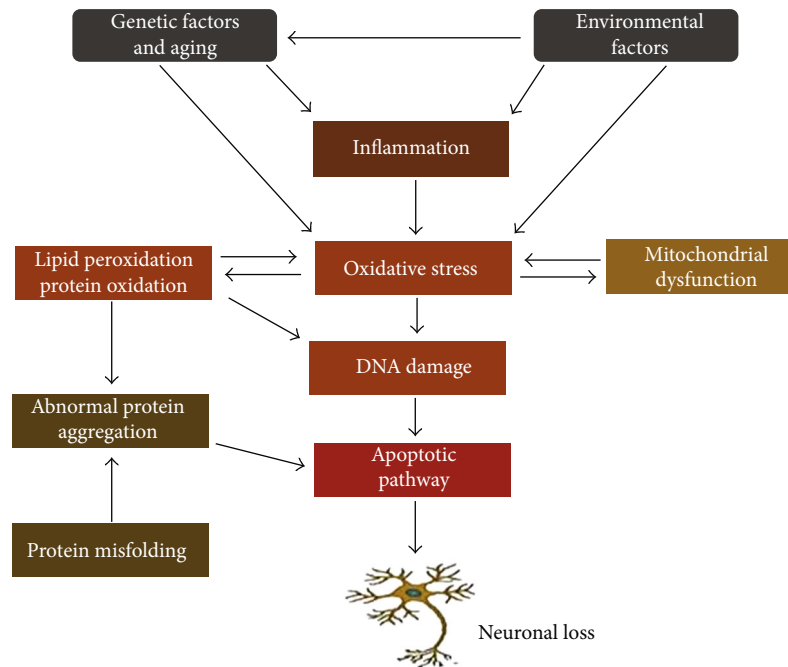 Genetic factors
and aging
Environmental
factors
Inflammation
Lipid peroxidation
protein oxidation
Oxidative stress
Mitochondrial
dysfunction
DNA damage
Abnormal protein
aggregation
Apoptotic
pathway
Protein misfolding
Neuronal loss